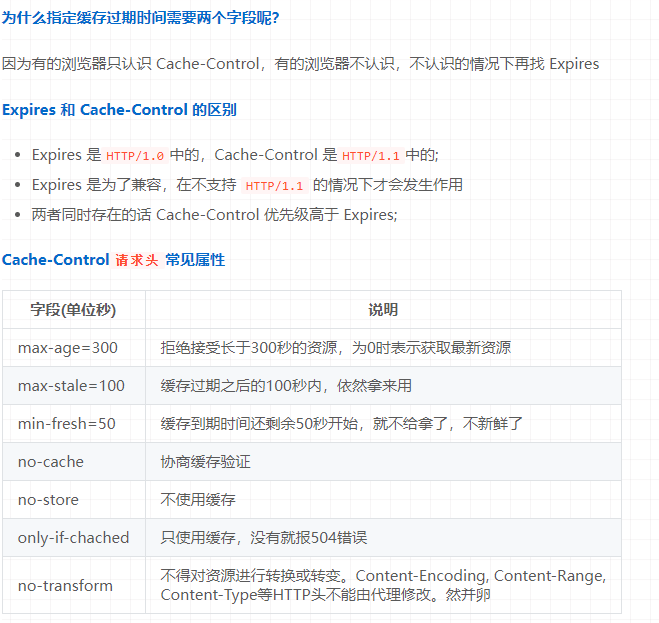 为什么指定缓存过期时间需要两个字段呢?
因为有的浏览器只认识 Cache-Control，有的浏览器不认识，不认识的情况下再找 Expires
Expires 和 Cache-Control 的区别
• Expires 是 HTTP/1.0 中的，Cache-Control 是 HTTP/1.1 中的;
• Expires 是为了兼容，在不支持 HTTP/1.1 的情况下才会发生作用
• 两者同时存在的话 Cache-Control 优先级高于 Expires;
Cache-Control 请求头 常见属性
字段(单位秒) 说明
max-age=300 拒绝接受长于300秒的资源，为0时表示获取最新资源
max-stale=100 缓存过期之后的100秒内，依然拿来用
min-fresh=50 缓存到期时间还剩余50秒开始，就不给拿了，不新鲜了
no-cache 协商缓存验证
no-store 不使用缓存
only-if-chached 只使用缓存，没有就报504错误
no-transform 不得对资源进行转换或转变。Content-Encoding, Content-Range,
Content-Type等HTTP头不能由代理修改。然并卵